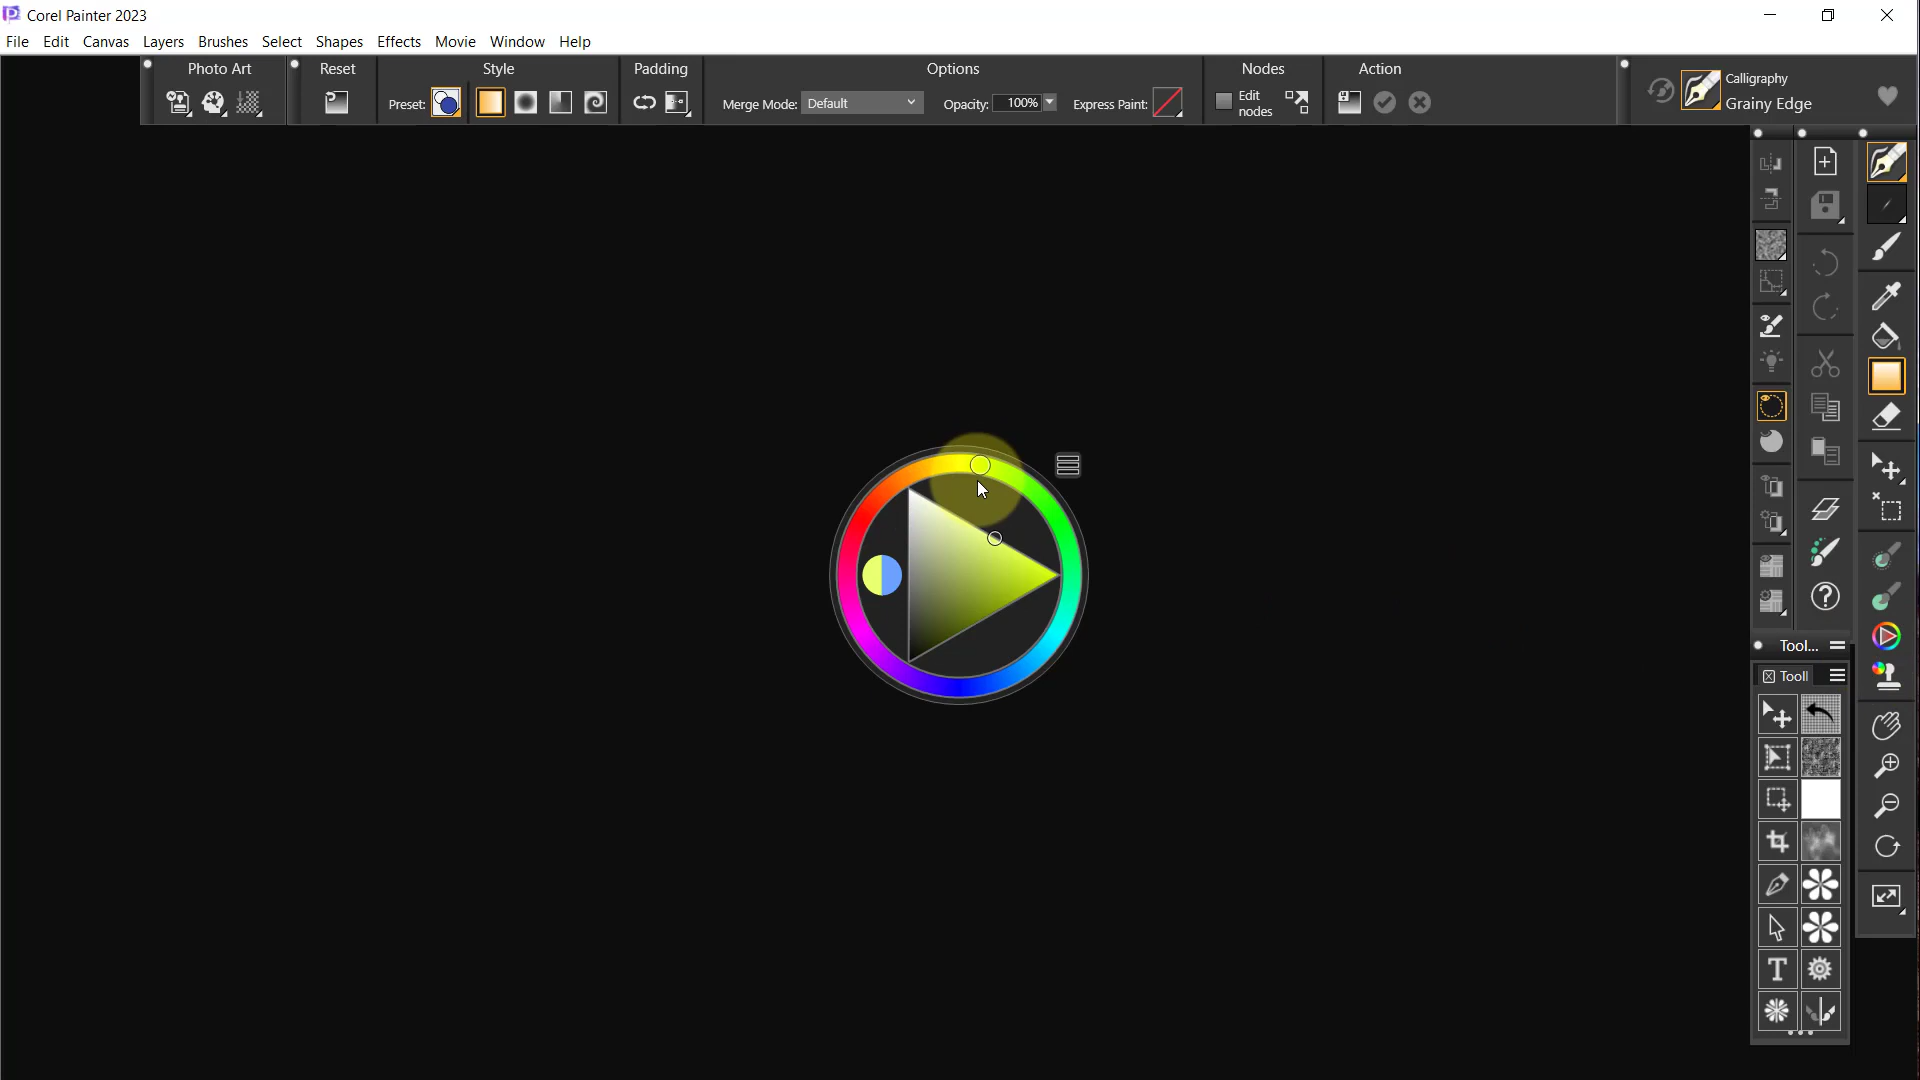 Corel Painter 2023
File Edit Canvas Layers Brushes Select Shapes Effects Movie Window Help
Photo Art Reset Style Padding Options Nodes Action
Calligraphy
Grainy Edge
Preset: Merge Mode: Default Opacity: 100% Express Paint: Edit nodes
Tool...
Tooll
T